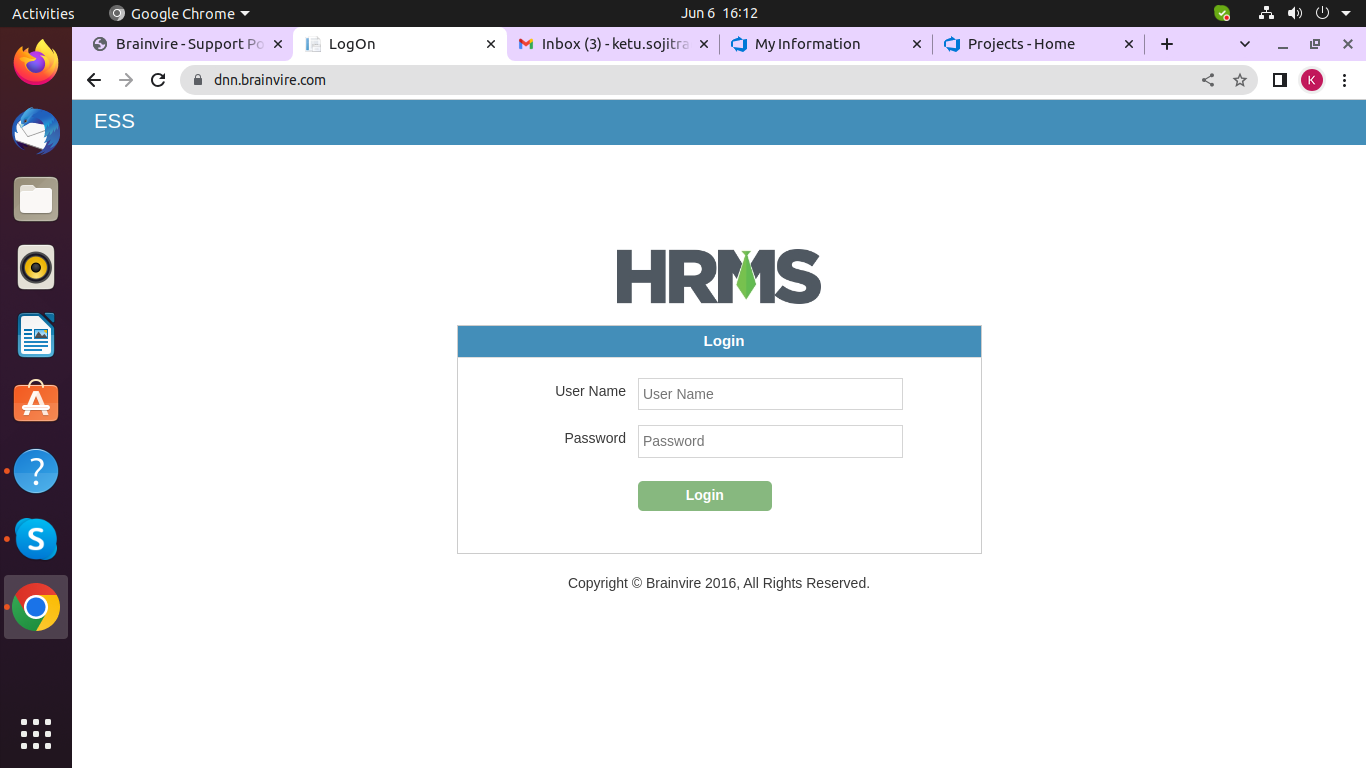 Activities
Google Chrome
Jun 6 16:12
Brainvire - Support Po
LogOn
Inbox (3) - ketu.sojitra
My Information
Projects - Home
dnn.brainvire.com
K
ESS
HRMS
Login
User Name
User Name
Password
Password
Login
Copyright © Brainvire 2016, All Rights Reserved.
?
S